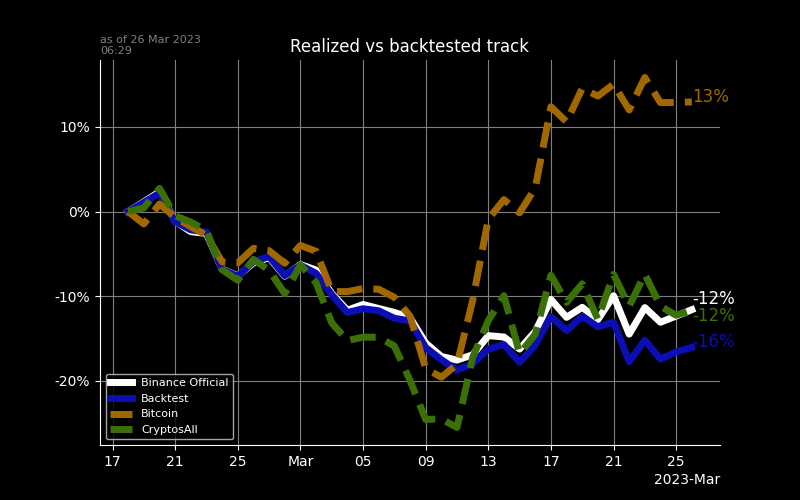 as of 26 Mar 2023
06:29
Realized vs backtested track
10%
0%
-10%
-20%
13%
-12%
-12%
-16%
Binance Official
Backtest
Bitcoin
CryptosAll
17 21 25 Mar 05 09 13 17 21 25
2023-Mar